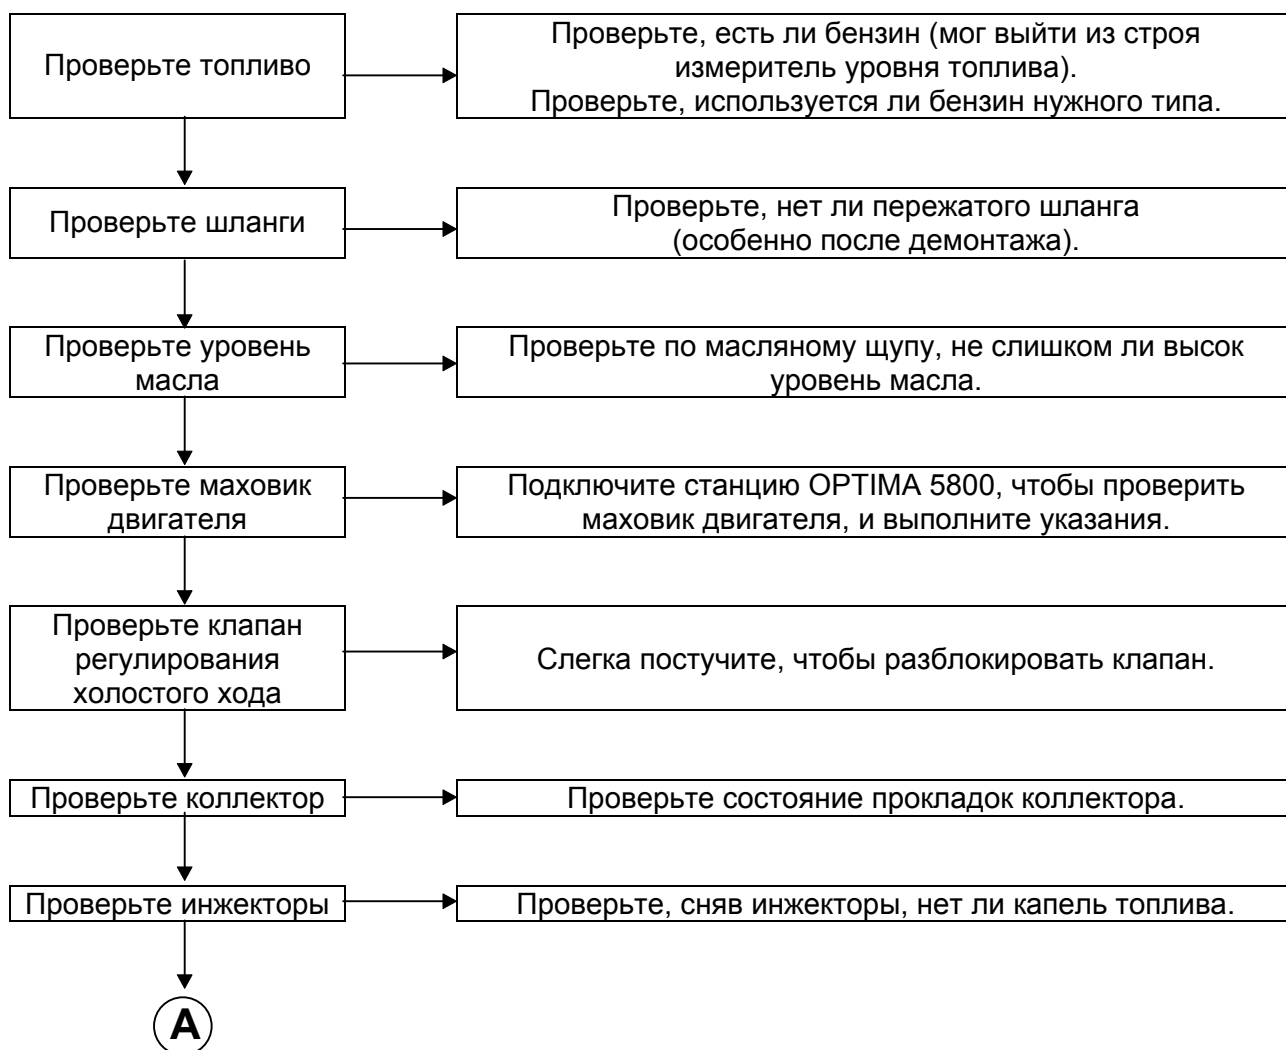 Проверьте топливо
Проверьте, есть ли бензин (мог выйти из строя
измеритель уровня топлива).
Проверьте, используется ли бензин нужного типа.
Проверьте шланги
Проверьте, нет ли пережатого шланга
(особенно после демонтажа).
Проверьте уровень
масла
Проверьте по масляному щупу, не слишком ли высок
уровень масла.
Проверьте маховик
двигателя
Подключите станцию OPTIMA 5800, чтобы проверить
маховик двигателя, и выполните указания.
Проверьте клапан
регулирования
холостого хода
Слегка постучите, чтобы разблокировать клапан.
Проверьте коллектор
Проверьте состояние прокладок коллектора.
Проверьте инжекторы
Проверьте, сняв инжекторы, нет ли капель топлива.
A